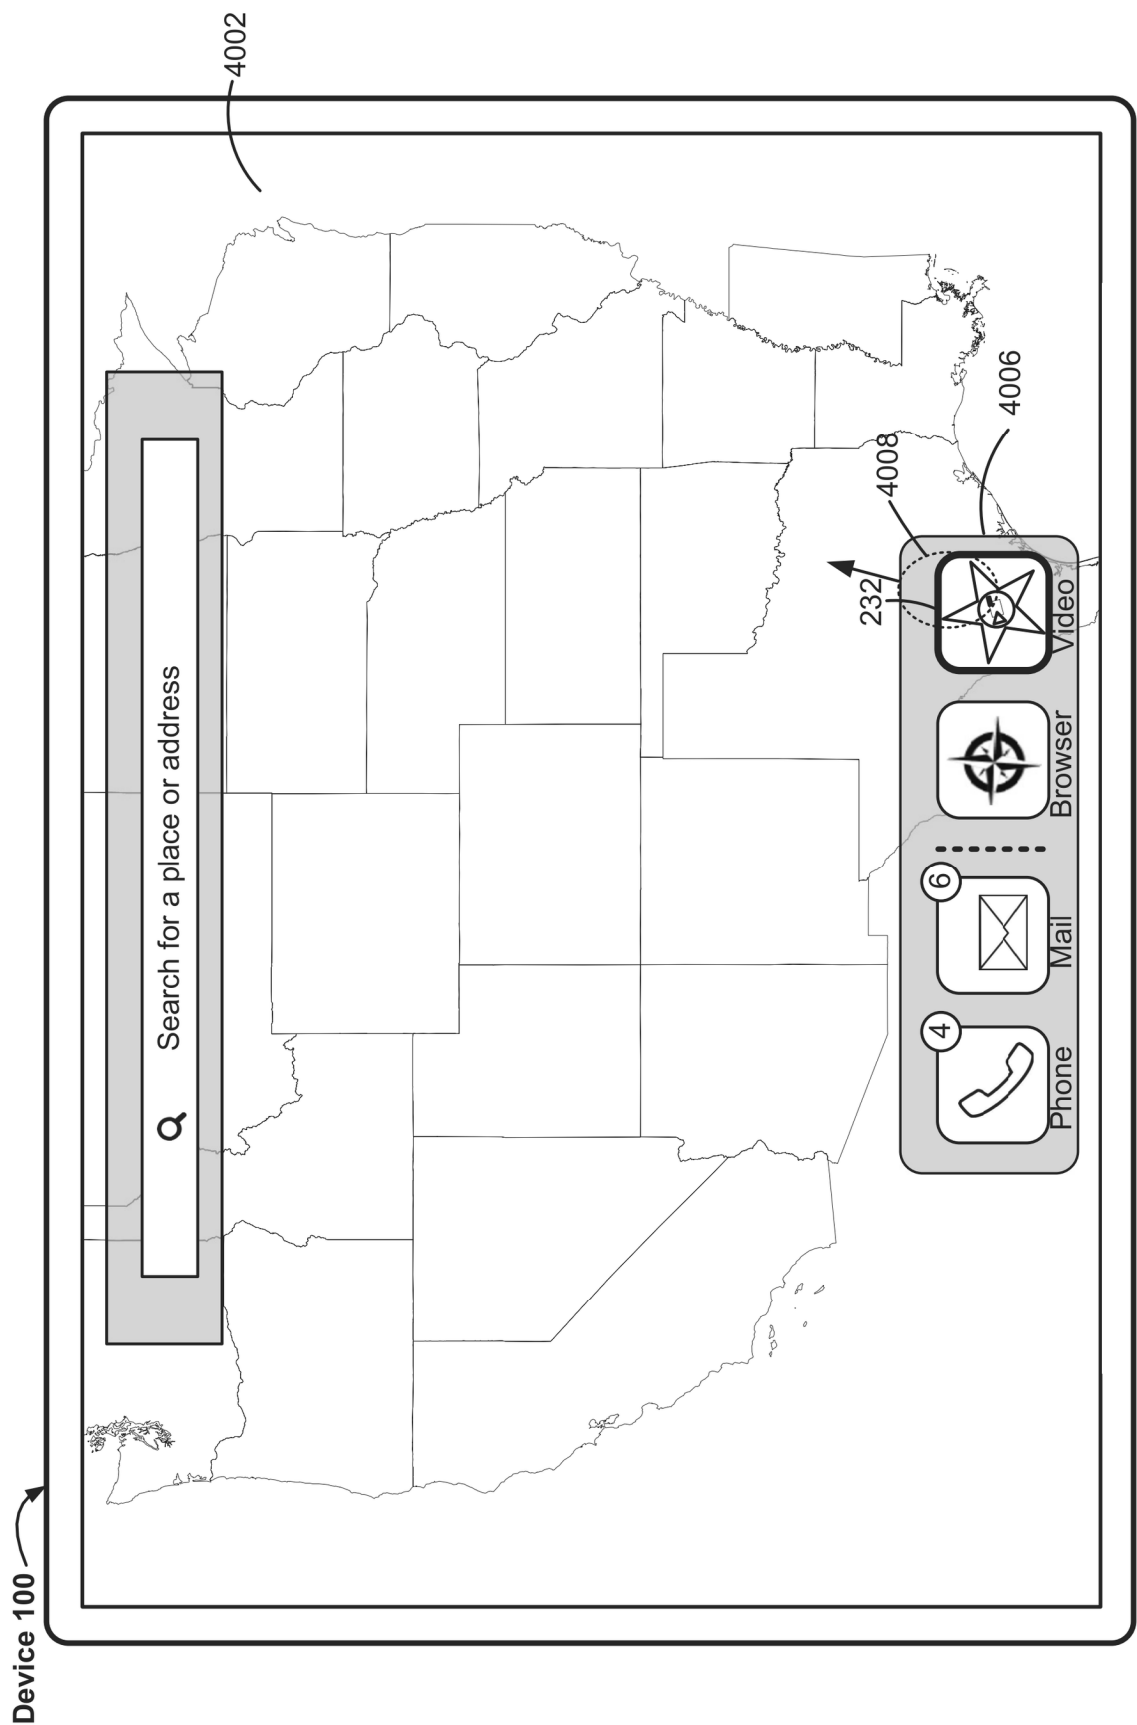 Device 100
4002
Search for a place or address
4008
4006
232
4
6
Phone
Mail
Browser
Video